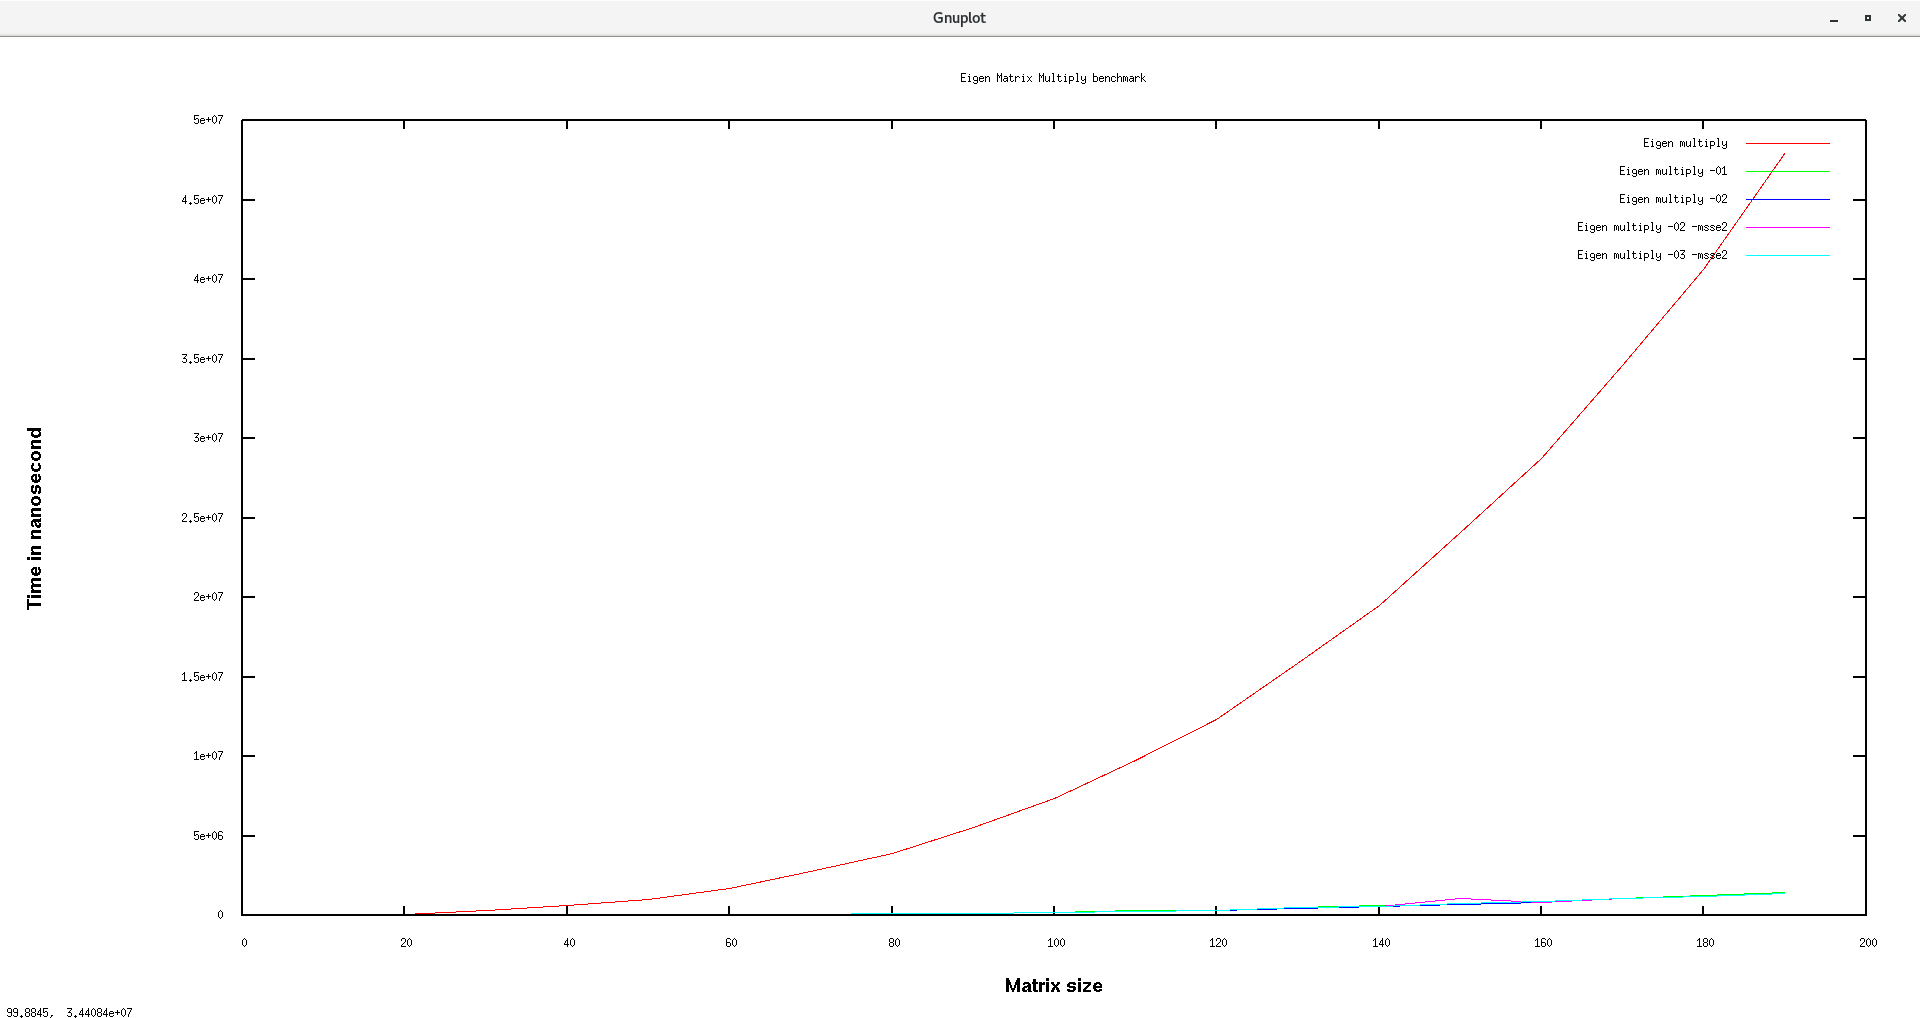 Gnuplot
Eigen Matrix Multiply benchmark
5e+07
4.5e+07
4e+07
3.5e+07
3e+07
2.5e+07
2e+07
1.5e+07
1e+07
5e+06
0
Eigen multiply
Eigen multiply -O1
Eigen multiply -O2
Eigen multiply -O2 -msse2
Eigen multiply -O3 -msse2
Time in nanosecond
0 20 40 60 80 100 120 140 160 180 200
Matrix size
99.8845, 3.44084e+07